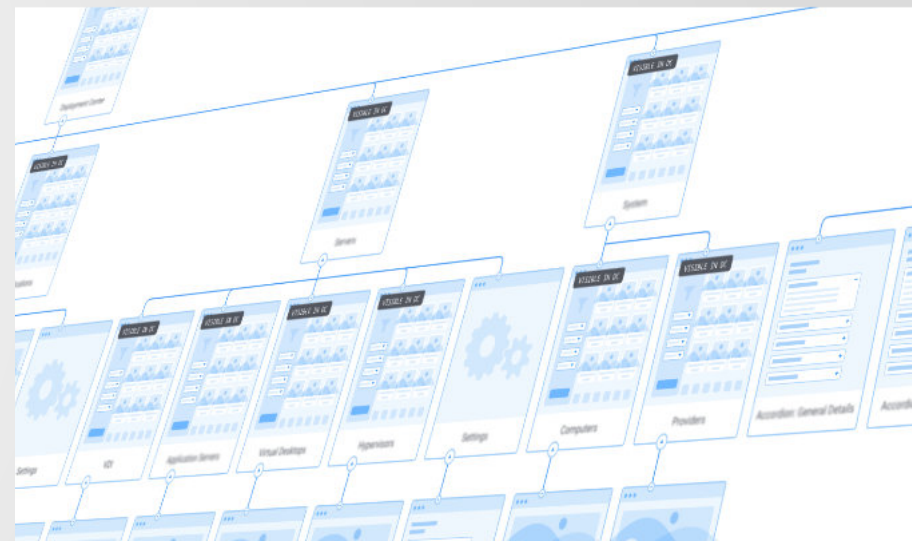 Deployment Center
VISIBLE IN DC
VISIBLE IN DC
VISIBLE IN DC
System
Servers
VISIBLE IN DC
VISIBLE IN DC
VISIBLE IN DC
VISIBLE IN DC
VISIBLE IN DC
VISIBLE IN DC
Settings
VDI
Application Servers
Virtual Desktops
Hypervisors
Settings
Computers
Providers
Accordion: General Details